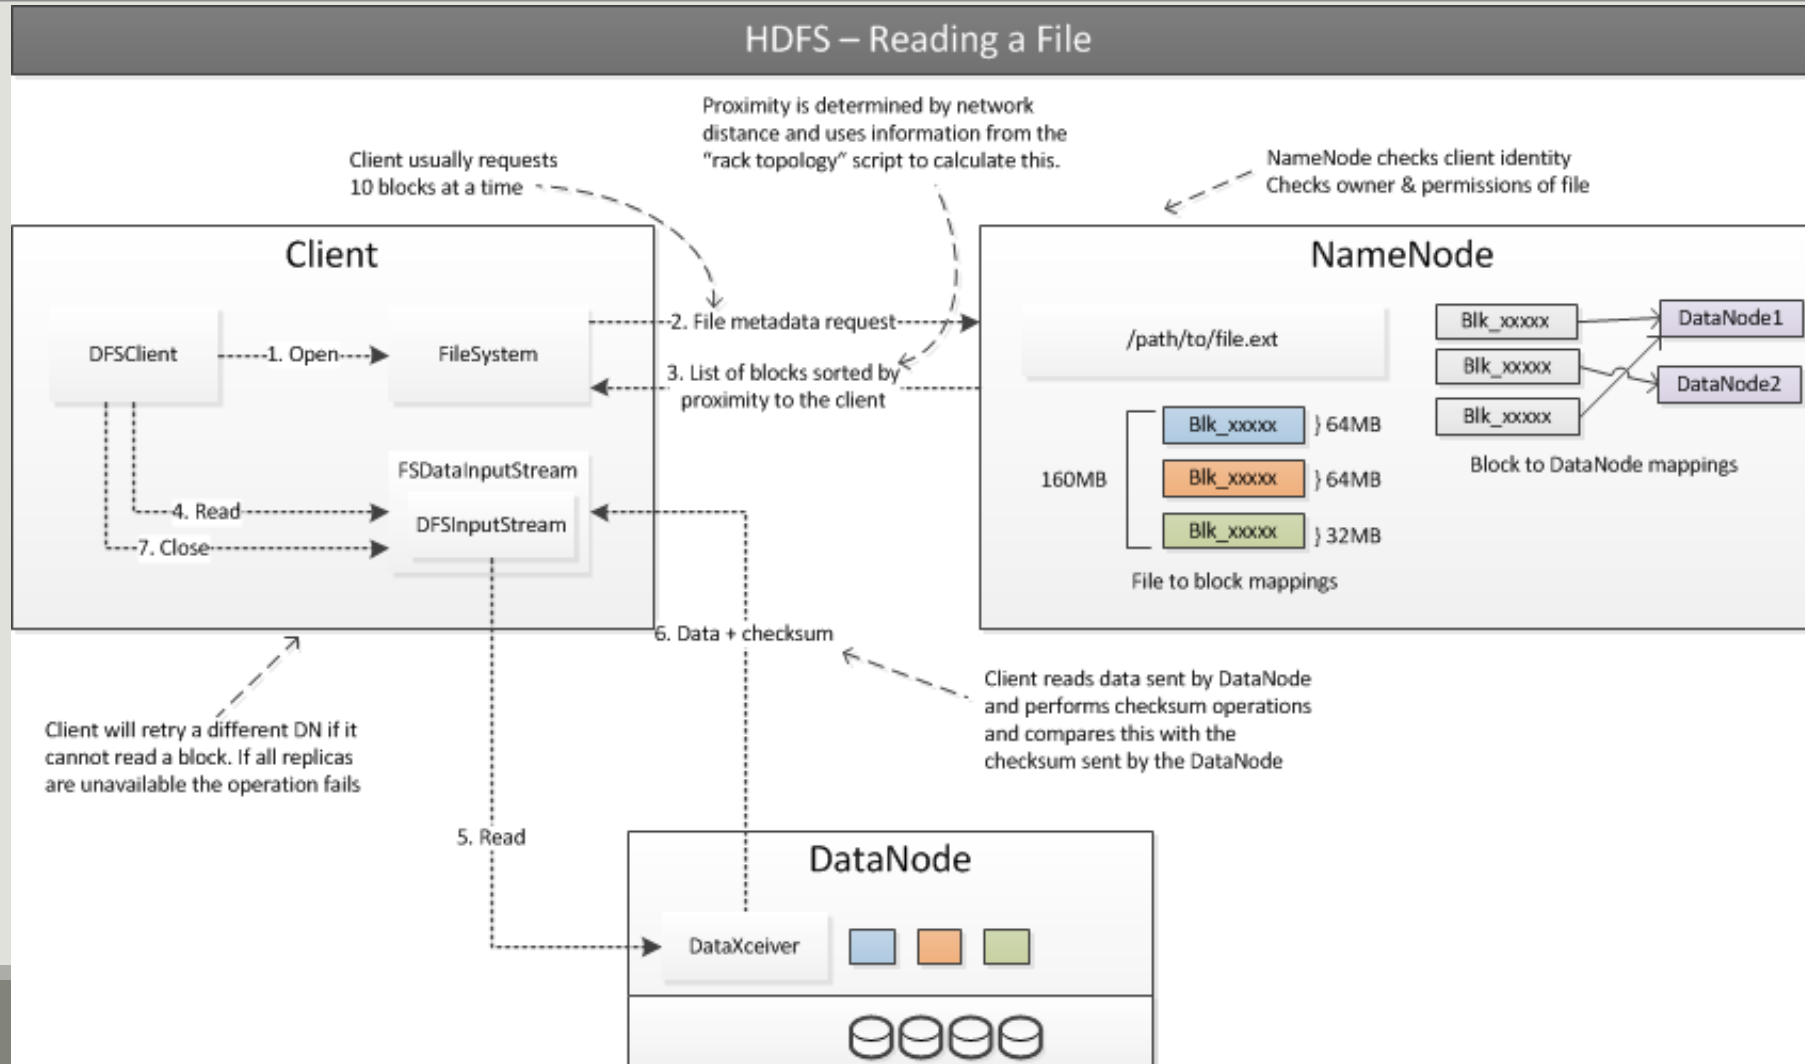 HDFS – Reading a File
Proximity is determined by network
distance and uses information from the
“rack topology” script to calculate this.
Client usually requests
10 blocks at a time
NameNode checks client identity
Checks owner & permissions of file
Client
DFSClient
1. Open
FileSystem
2. File metadata request
3. List of blocks sorted by
proximity to the client
FSDataInputStream
DFSInputStream
4. Read
7. Close
NameNode
/path/to/file.ext
160MB
Blk_xxxxx } 64MB
Blk_xxxxx } 64MB
Blk_xxxxx } 32MB
File to block mappings
Blk_xxxxx
Blk_xxxxx
Blk_xxxxx
DataNode1
DataNode2
Block to DataNode mappings
6. Data + checksum
Client reads data sent by DataNode
and performs checksum operations
and compares this with the
checksum sent by the DataNode
Client will retry a different DN if it
cannot read a block. If all replicas
are unavailable the operation fails
5. Read
DataNode
DataXceiver